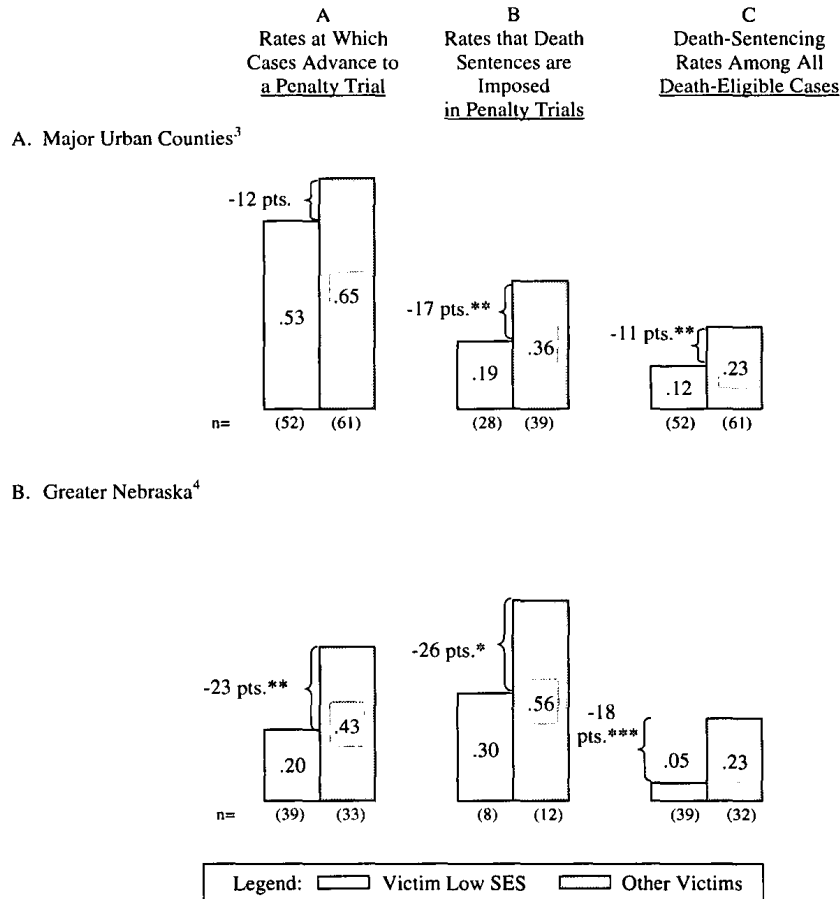 A B C
Rates at Which Rates that Death Death-Sentencing
Cases Advance to Sentences are Rates Among All
a Penalty Trial Imposed Death-Eligible Cases
in Penalty Trials
A. Major Urban Counties³
-12 pts.
.53 .65
-17 pts.**
.19 .36
-11 pts.**
.12 .23
n= (52) (61) (28) (39) (52) (61)
B. Greater Nebraska⁴
-23 pts.**
.20 .43
-26 pts.*
.30 .56
-18
pts.***
.05 .23
n= (39) (33) (8) (12) (39) (32)
Legend: Victim Low SES Other Victims